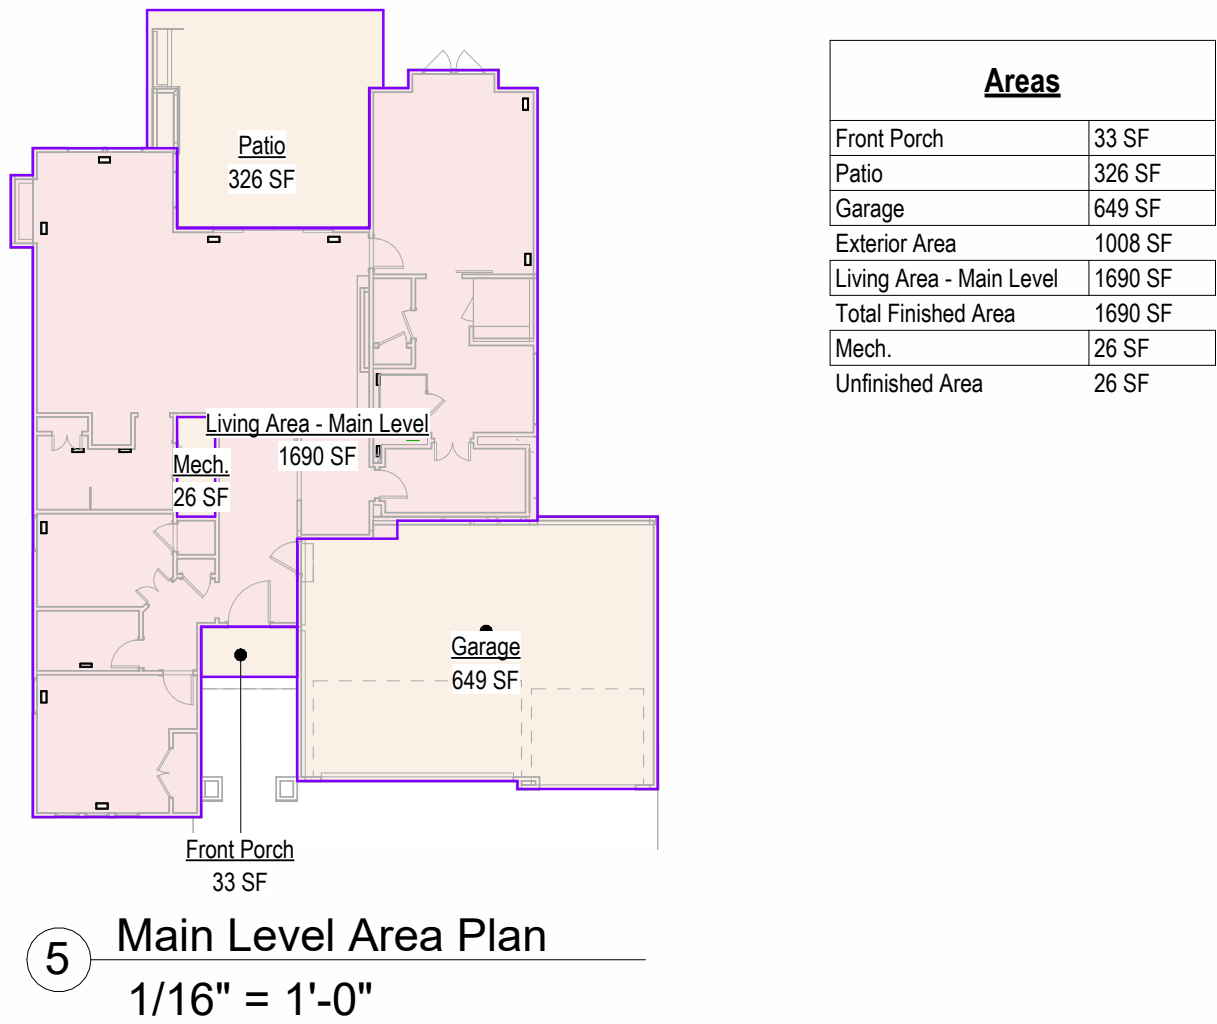 Patio
326 SF
Living Area - Main Level
1690 SF
Mech.
26 SF
Garage
649 SF
Front Porch
33 SF
5
Main Level Area Plan
1/16" = 1'-0"
Areas
Front Porch 33 SF
Patio 326 SF
Garage 649 SF
Exterior Area 1008 SF
Living Area - Main Level 1690 SF
Total Finished Area 1690 SF
Mech. 26 SF
Unfinished Area 26 SF